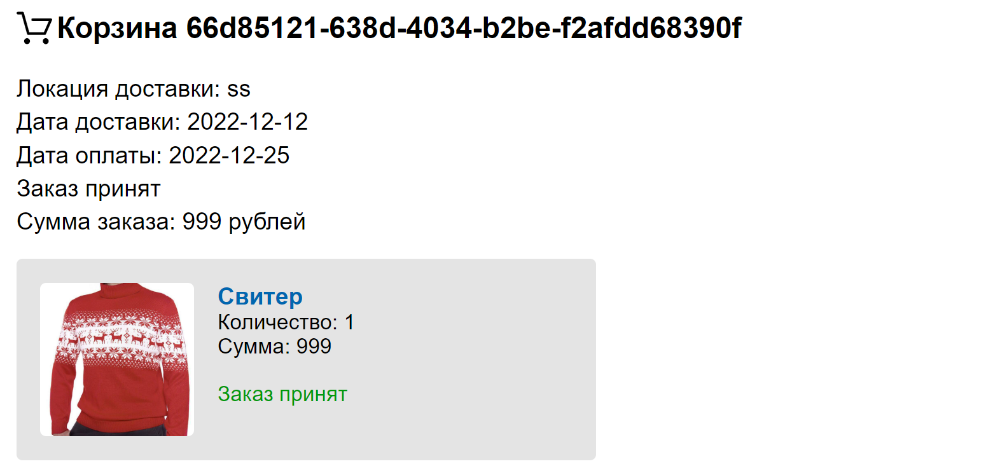 Корзина 66d85121-638d-4034-b2be-f2afdd68390f
Локация доставки: ss
Дата доставки: 2022-12-12
Дата оплаты: 2022-12-25
Заказ принят
Сумма заказа: 999 рублей
Свитер
Количество: 1
Сумма: 999
Заказ принят